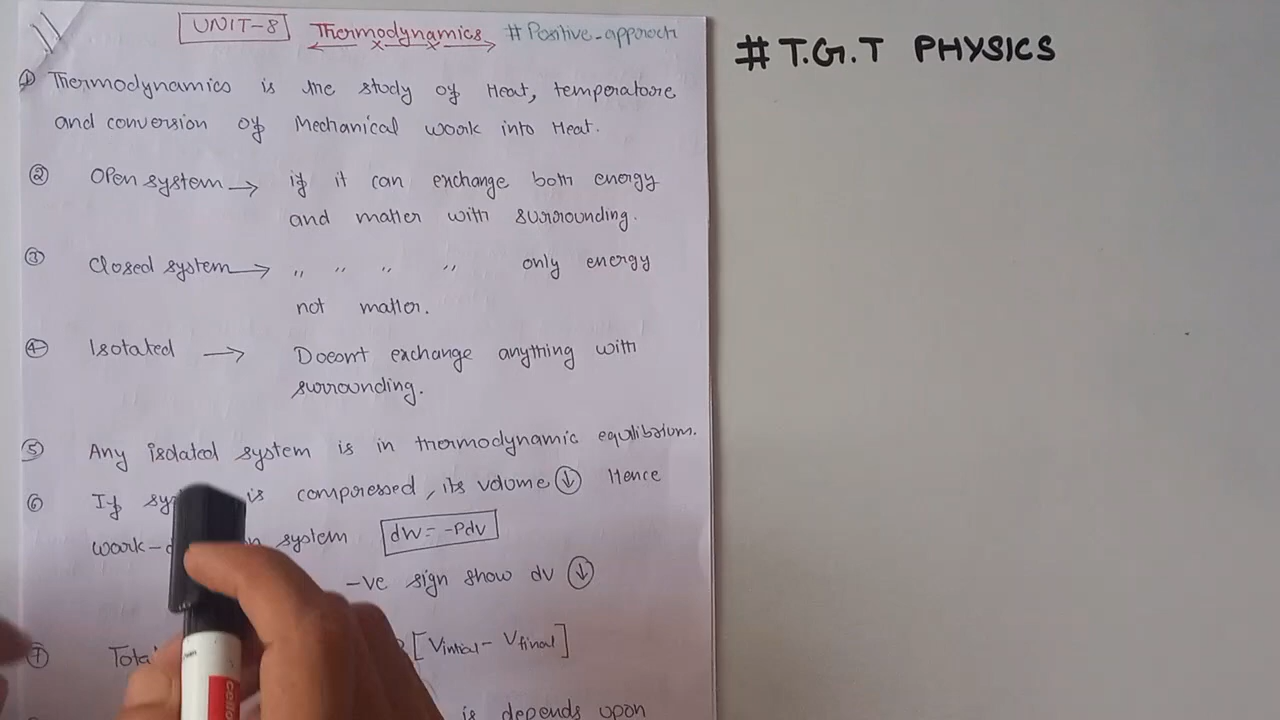 UNIT-8 Thermodynamics #Positive-approach
# T.G.T PHYSICS
① Thermodynamics is the study of Heat, temperature
and conversion of Mechanical work into Heat.
② Open system → if it can exchange both energy
and matter with surrounding.
③ Closed system → ,, ,, ,, ,, only energy
not matter.
④ Isotated → Doesn't exchange anything with
surrounding.
⑤ Any isolated system is in thermodynamic equilibrium.
⑥ If is compressed, its volume ↓ Hence
work- system dW = -PdV
-ve sign show dv ↓
⑦ [Vinitial - Vfinal]
is depends upon
cello